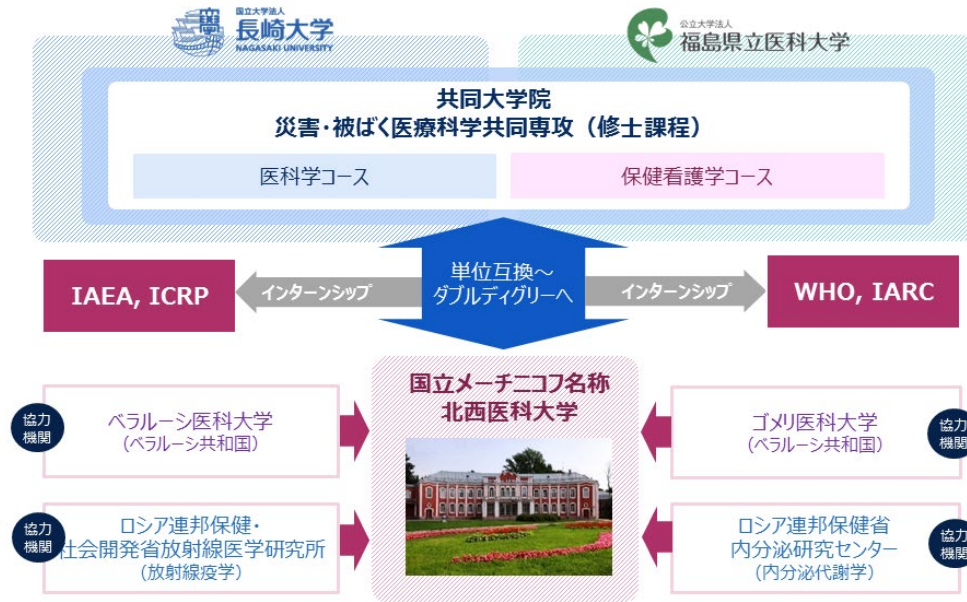 国立大学法人
長崎大学
NAGASAKI UNIVERSITY
公立大学法人
福島県立医科大学
共同大学院
災害・被ばく医療科学共同専攻（修士課程）
医科学コース
保健看護学コース
単位互換～
ダブルディグリーへ
IAEA, ICRP
インターンシップ
インターンシップ
WHO, IARC
国立メーチニコフ名称
北西医科大学
協力
機関
ベラルーシ医科大学
（ベラルーシ共和国）
ゴメリ医科大学
（ベラルーシ共和国）
協力
機関
協力
機関
ロシア連邦保健・
社会開発省放射線医学研究所
（放射線疫学）
ロシア連邦保健省
内分泌研究センター
（内分泌代謝学）
協力
機関